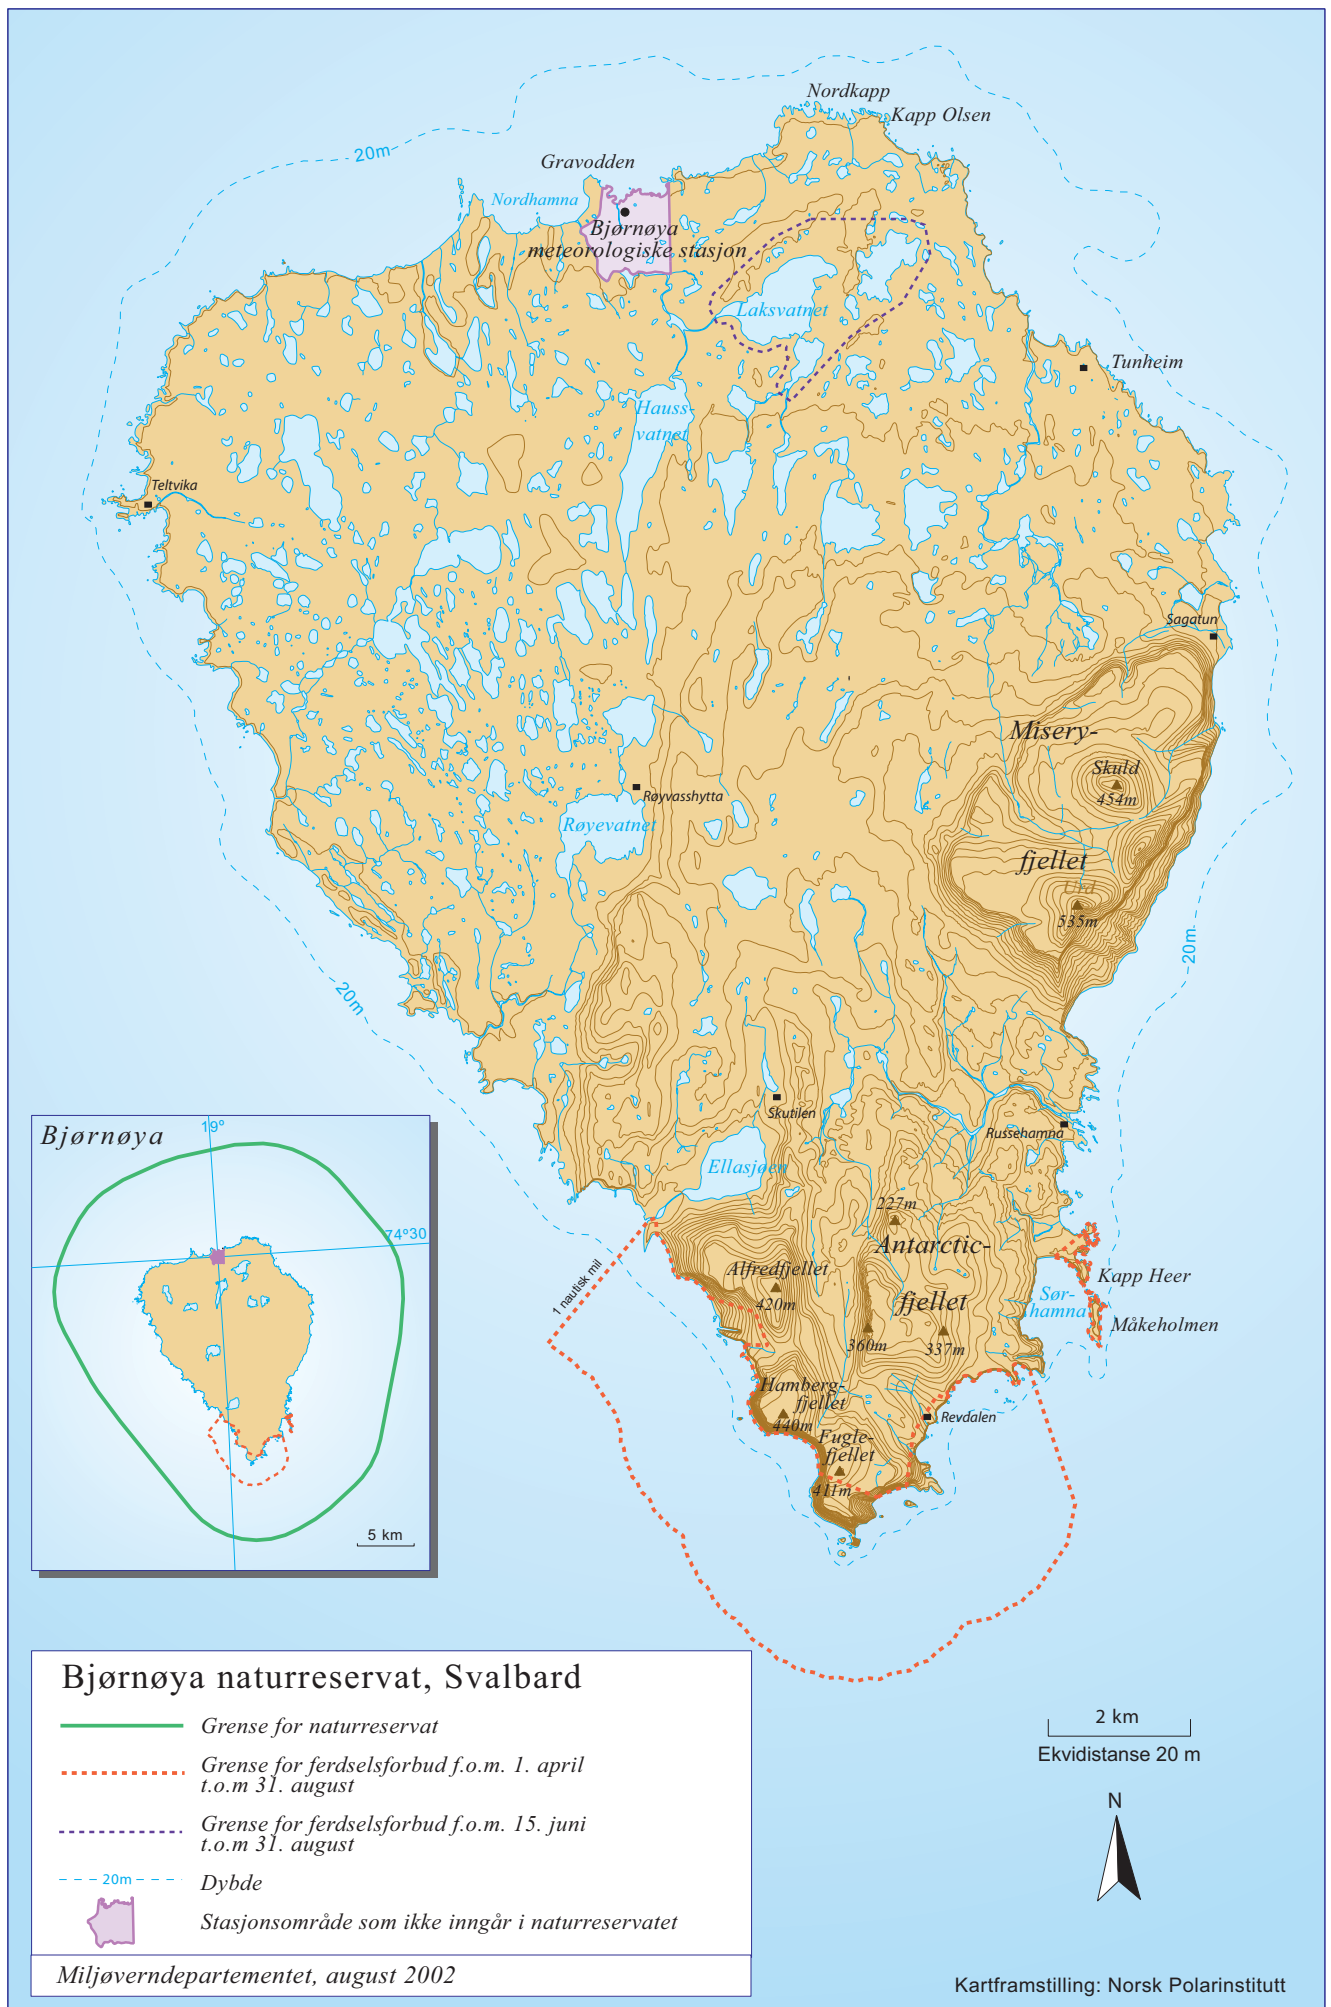 Nordkapp
Kapp Olsen
20m
Gravodden
Nordhamna
Bjørnøya
meteorologiske stasjon
Laksvatnet
Tunheim
Hauss-
vatnet
Teltvika
Sagatun
Misery-
Skuld
454m
Røyvasshytta
Røyevatnet
fjellet
Urd
535m
20m
20m
Skutilen
Russehamna
Ellasjøen
227m
Antarctic-
Alfredfjellet
fjellet
420m
360m
337m
Kapp Heer
Sør-
hamna
Måkeholmen
1 nautisk mil
Hamberg-
fjellet
440m
Revdalen
Fugle-
fjellet
411m
Bjørnøya
19°
74°30
5 km
Bjørnøya naturreservat, Svalbard
Grense for naturreservat
Grense for ferdselsforbud f.o.m. 1. april
t.o.m 31. august
Grense for ferdselsforbud f.o.m. 15. juni
t.o.m 31. august
20m
Dybde
Stasjonsområde som ikke inngår i naturreservatet
Miljøverndepartementet, august 2002
2 km
Ekvidistanse 20 m
N
Kartframstilling: Norsk Polarinstitutt